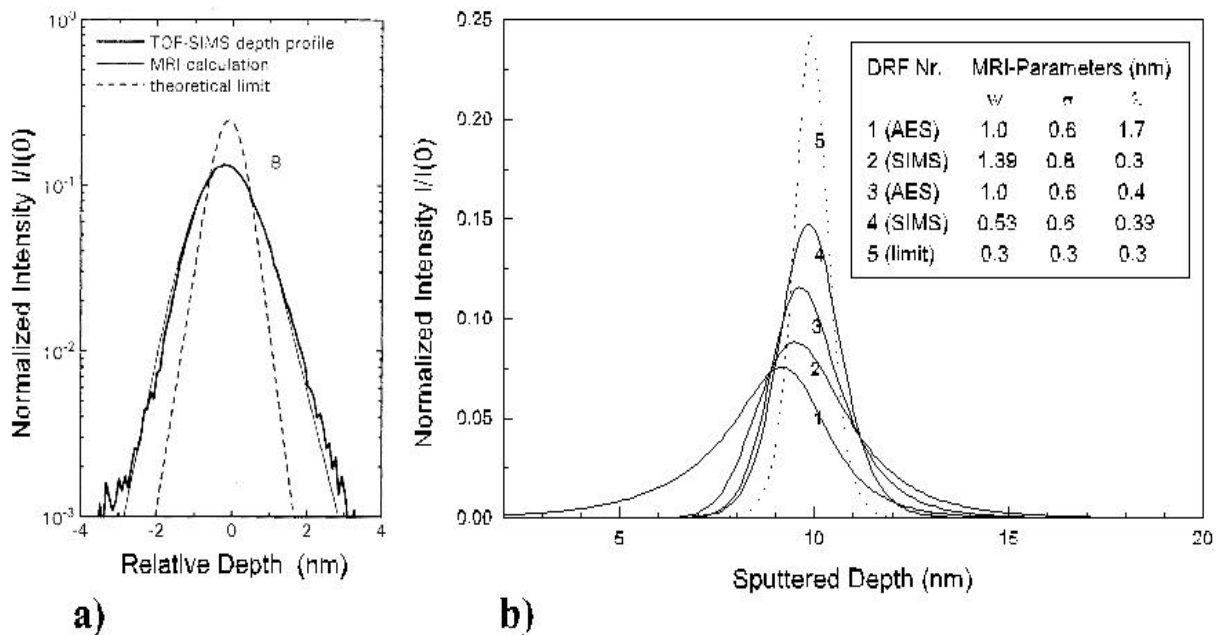 10⁰
TOF-SIMS depth profile
MRI calculation
theoretical limit
8
10⁻¹
10⁻²
10⁻³
Normalized Intensity I/I(0)
-4 -2 0 2 4
Relative Depth (nm)
a)
0.25
0.20
0.15
0.10
0.05
0.00
Normalized Intensity I/I(0)
DRF Nr. MRI-Parameters (nm)
w σ λ
1 (AES) 1.0 0.6 1.7
2 (SIMS) 1.39 0.8 0.3
3 (AES) 1.0 0.6 0.4
4 (SIMS) 0.53 0.6 0.39
5 (limit) 0.3 0.3 0.3
5
4
3
2
1
5 10 15 20
Sputtered Depth (nm)
b)